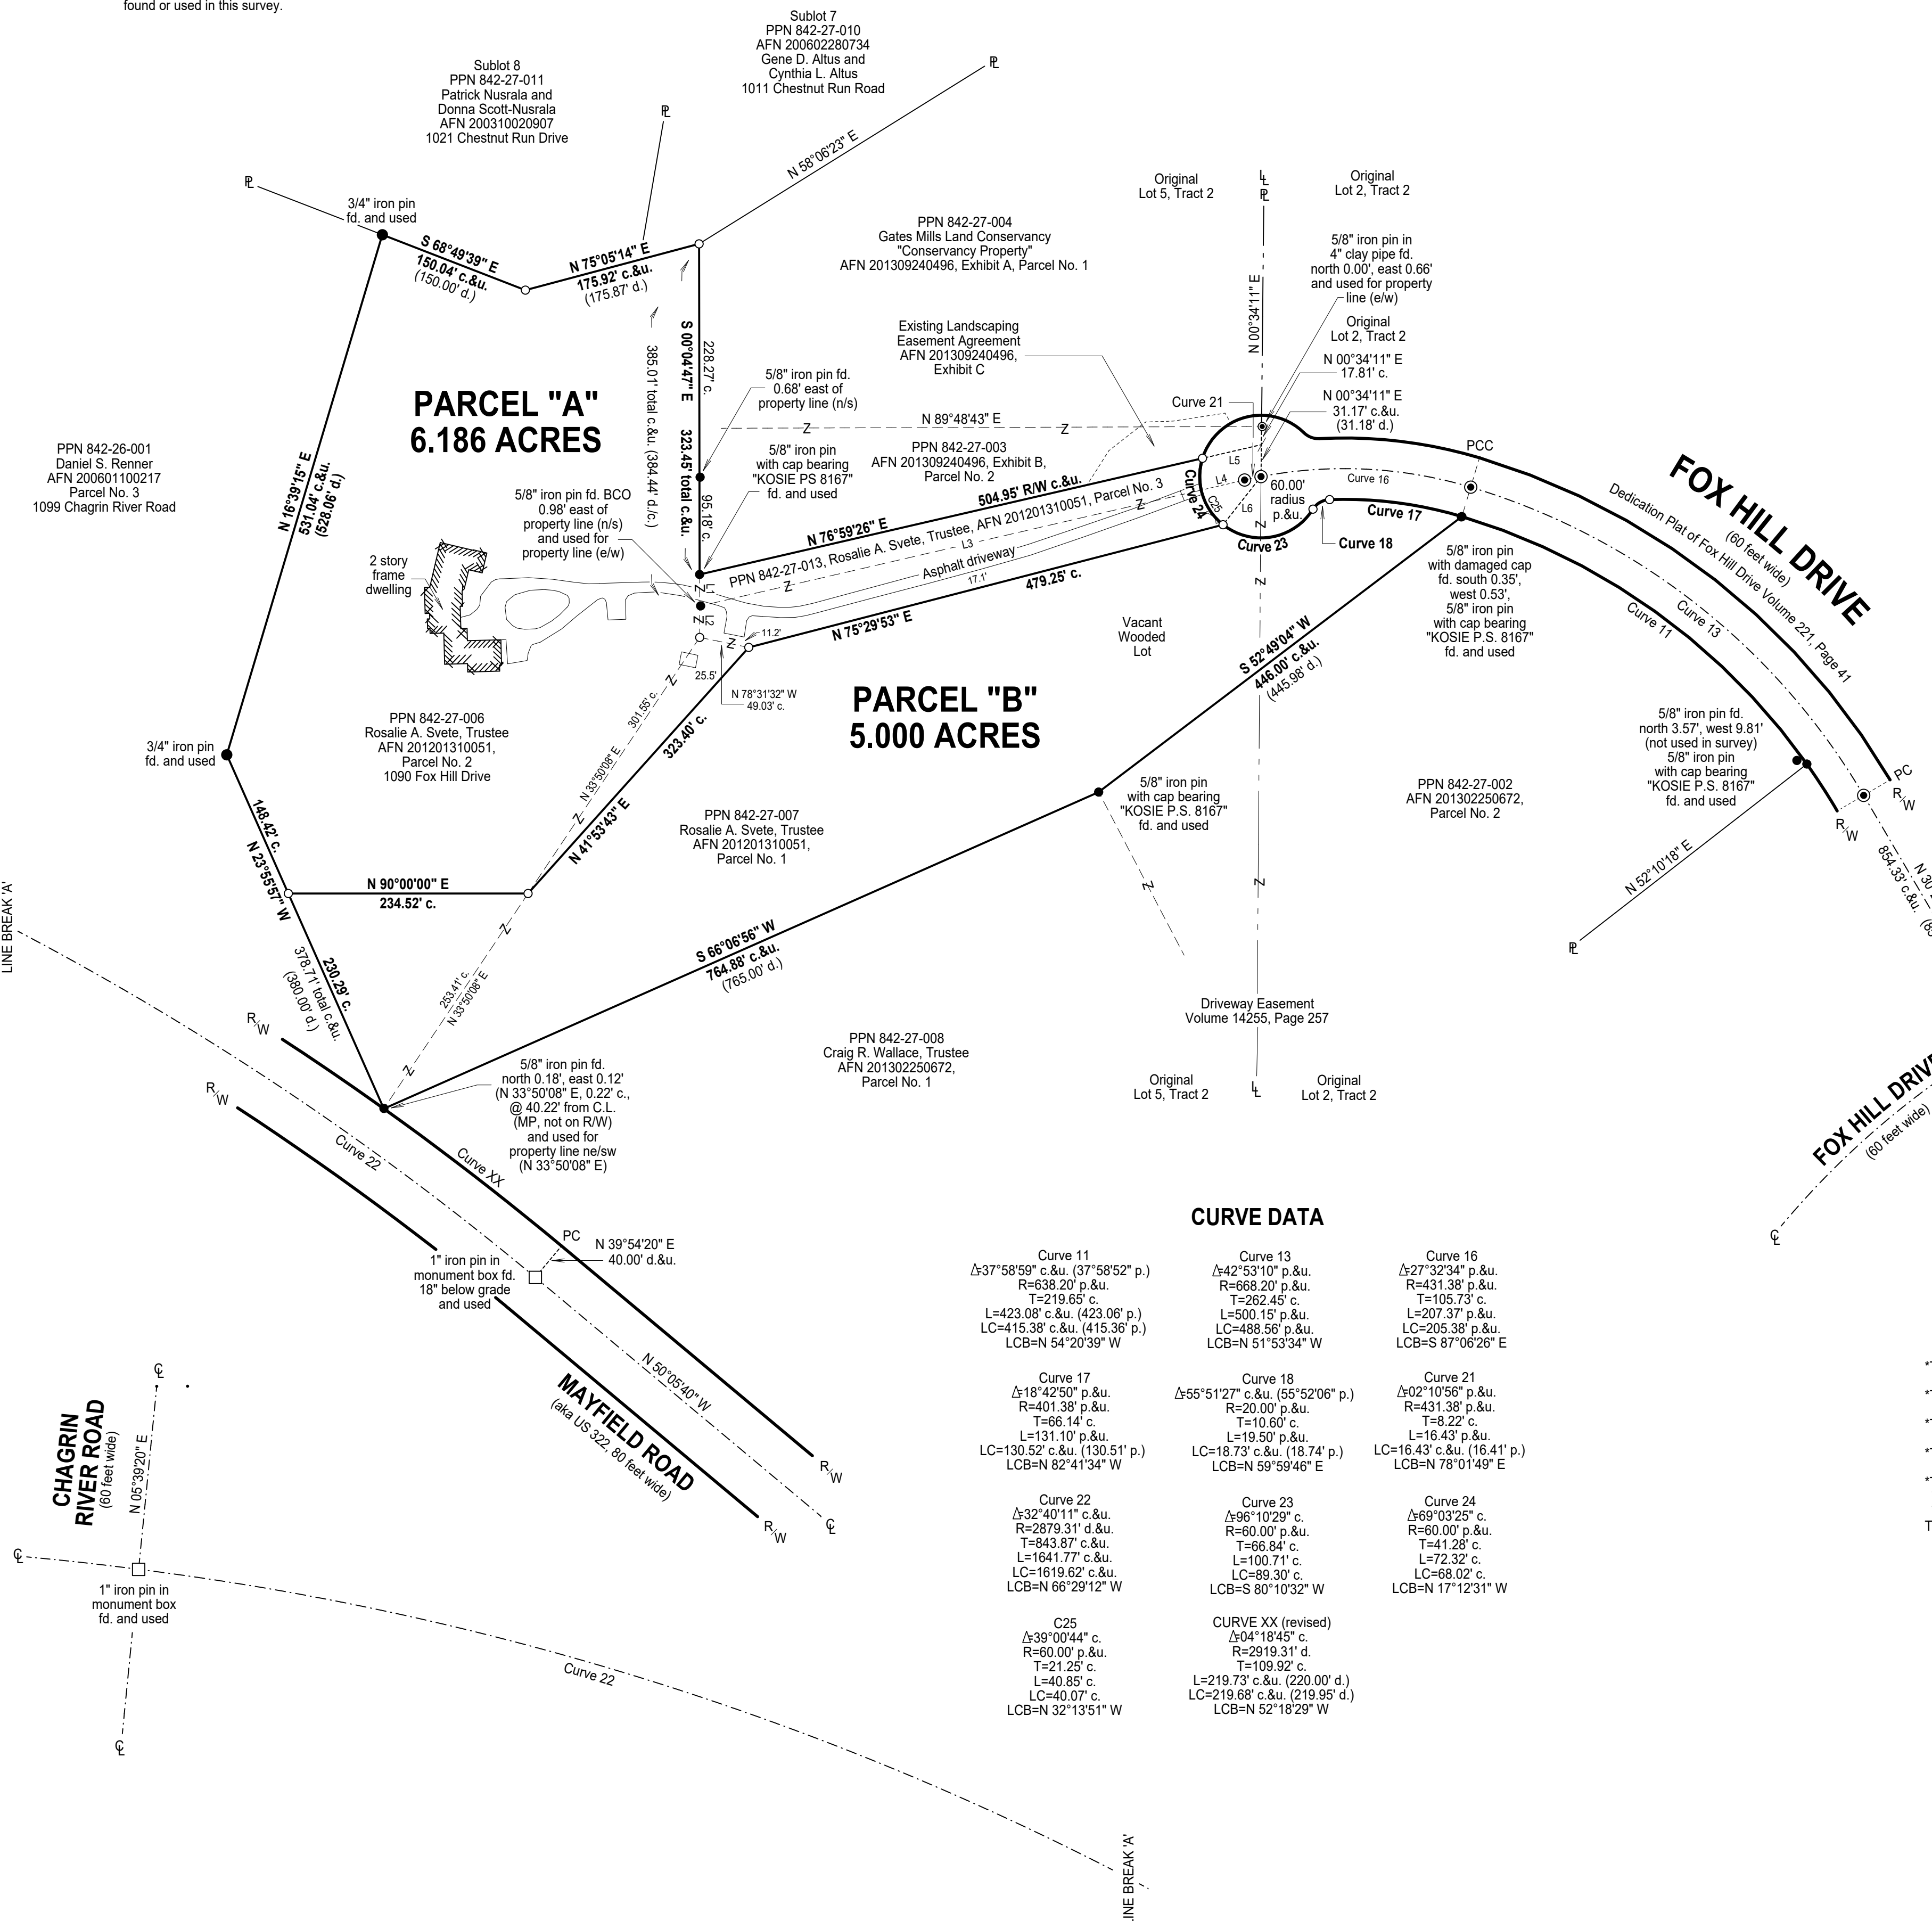 found or used in this survey.
Sublot 7
PPN 842-27-010
AFN 200602280734
Gene D. Altus and
Cynthia L. Altus
1011 Chestnut Run Road
Sublot 8
PPN 842-27-011
Patrick Nusrala and
Donna Scott-Nusrala
AFN 200310020907
1021 Chestnut Run Drive
N 58°06'23" E
3/4" iron pin
fd. and used
S 68°49'39" E
150.04' c.&u.
(150.00' d.)
N 75°05'14" E
175.92' c.&u.
(175.87' d.)
PPN 842-27-004
Gates Mills Land Conservancy
"Conservancy Property"
AFN 201309240496, Exhibit A, Parcel No. 1
Original
Lot 5, Tract 2
Original
Lot 2, Tract 2
N 00°34'11" E
5/8" iron pin in
4" clay pipe fd.
north 0.00', east 0.66'
and used for property
line (e/w)
Original
Lot 2, Tract 2
N 00°34'11" E
17.81' c.
N 00°34'11" E
31.17' c.&u.
(31.18' d.)
Existing Landscaping
Easement Agreement
AFN 201309240496,
Exhibit C
Curve 21
N 89°48'43" E
Z
Z
PPN 842-27-003
AFN 201309240496, Exhibit B,
Parcel No. 2
S 00°04'47" E 323.45' total c.&u.
228.27' c.
95.18' c.
385.01' total c.&u. (384.44' d./c.)
5/8" iron pin fd.
0.68' east of
property line (n/s)
5/8" iron pin
with cap bearing
"KOSIE PS 8167"
fd. and used
PARCEL "A"
6.186 ACRES
PPN 842-26-001
Daniel S. Renner
AFN 200601100217
Parcel No. 3
1099 Chagrin River Road
N 16°39'15" E
531.04' c.&u.
(528.06' d.)
5/8" iron pin fd. BCO
0.98' east of
property line (n/s)
and used for
property line (e/w)
2 story
frame
dwelling
504.95' R/W c.&u.
N 76°59'26" E
PPN 842-27-013, Rosalie A. Svete, Trustee, AFN 201201310051, Parcel No. 3
L3
Asphalt driveway
17.1'
479.25' c.
N 75°29'53" E
Z
Z
L1
L2
Z
Z
Z
11.2'
25.5'
N 78°31'32" W
49.03' c.
L5
L4
L6
C25
Curve 24
60.00'
radius
p.&u.
Z
Z
Curve 23
Curve 18
Curve 17
Curve 16
PCC
FOX HILL DRIVE
(60 feet wide)
Dedication Plat of Fox Hill Drive Volume 221, Page 41
Curve 13
Curve 11
5/8" iron pin
with damaged cap
fd. south 0.35',
west 0.53',
5/8" iron pin
with cap bearing
"KOSIE P.S. 8167"
fd. and used
Vacant
Wooded
Lot
S 52°49'04" W
446.00' c.&u.
(445.98' d.)
PARCEL "B"
5.000 ACRES
PPN 842-27-006
Rosalie A. Svete, Trustee
AFN 201201310051,
Parcel No. 2
1090 Fox Hill Drive
3/4" iron pin
fd. and used
Z
301.55' c.
N 33°50'08" E
323.40' c.
N 41°53'43" E
Z
5/8" iron pin fd.
north 3.57', west 9.81'
(not used in survey)
5/8" iron pin
with cap bearing
"KOSIE P.S. 8167"
fd. and used
PC
R/W
R/W
854.33' c.&u.
N 52°10'18" E
5/8" iron pin
with cap bearing
"KOSIE P.S. 8167"
fd. and used
PPN 842-27-002
AFN 201302250672,
Parcel No. 2
PPN 842-27-007
Rosalie A. Svete, Trustee
AFN 201201310051,
Parcel No. 1
148.42' c.
N 23°55'57" W
N 90°00'00" E
234.52' c.
Z
Z
Z
LINE BREAK 'A'
230.29' c.
378.71' total c.&u.
(380.00' d.)
253.41' c.
N 33°50'08" E
Z
S 66°06'56" W
764.88' c.&u.
(765.00' d.)
Driveway Easement
Volume 14255, Page 257
PPN 842-27-008
Craig R. Wallace, Trustee
AFN 201302250672,
Parcel No. 1
Original
Lot 5, Tract 2
Original
Lot 2, Tract 2
R/W
R/W
5/8" iron pin fd.
north 0.18', east 0.12'
(N 33°50'08" E, 0.22' c.,
@ 40.22' from C.L.
(MP, not on R/W)
and used for
property line ne/sw
(N 33°50'08" E)
FOX HILL DRIVE
(60 feet wide)
Curve 22
Curve XX
PC
N 39°54'20" E
40.00' d.&u.
1" iron pin in
monument box fd.
18" below grade
and used
N 50°05'40" W
MAYFIELD ROAD
(aka US 322, 80 feet wide)
R/W
R/W
CHAGRIN
RIVER ROAD
(60 feet wide)
N 05°39'20" E
1" iron pin in
monument box
fd. and used
Curve 22
LINE BREAK 'A'
CURVE DATA
Curve 11
Δ=37°58'59" c.&u. (37°58'52" p.)
R=638.20' p.&u.
T=219.65' c.
L=423.08' c.&u. (423.06' p.)
LC=415.38' c.&u. (415.36' p.)
LCB=N 54°20'39" W
Curve 13
Δ=42°53'10" p.&u.
R=668.20' p.&u.
T=262.45' c.
L=500.15' p.&u.
LC=488.56' p.&u.
LCB=N 51°53'34" W
Curve 16
Δ=27°32'34" p.&u.
R=431.38' p.&u.
T=105.73' c.
L=207.37' p.&u.
LC=205.38' p.&u.
LCB=S 87°06'26" E
Curve 17
Δ=18°42'50" p.&u.
R=401.38' p.&u.
T=66.14' c.
L=131.10' p.&u.
LC=130.52' c.&u. (130.51' p.)
LCB=N 82°41'34" W
Curve 18
Δ=55°51'27" c.&u. (55°52'06" p.)
R=20.00' p.&u.
T=10.60' c.
L=19.50' p.&u.
LC=18.73' c.&u. (18.74' p.)
LCB=N 59°59'46" E
Curve 21
Δ=02°10'56" p.&u.
R=431.38' p.&u.
T=8.22' c.
L=16.43' p.&u.
LC=16.43' c.&u. (16.41' p.)
LCB=N 78°01'49" E
Curve 22
Δ=32°40'11" c.&u.
R=2879.31' d.&u.
T=843.87' c.&u.
L=1641.77' c.&u.
LC=1619.62' c.&u.
LCB=N 66°29'12" W
Curve 23
Δ=96°10'29" c.
R=60.00' p.&u.
T=66.84' c.
L=100.71' c.
LC=89.30' c.
LCB=S 80°10'32" W
Curve 24
Δ=69°03'25" c.
R=60.00' p.&u.
T=41.28' c.
L=72.32' c.
LC=68.02' c.
LCB=N 17°12'31" W
C25
Δ=39°00'44" c.
R=60.00' p.&u.
T=21.25' c.
L=40.85' c.
LC=40.07' c.
LCB=N 32°13'51" W
CURVE XX (revised)
Δ=04°18'45" c.
R=2919.31' d.
T=109.92' c.
L=219.73' c.&u. (220.00' d.)
LC=219.68' c.&u. (219.95' d.)
LCB=N 52°18'29" W